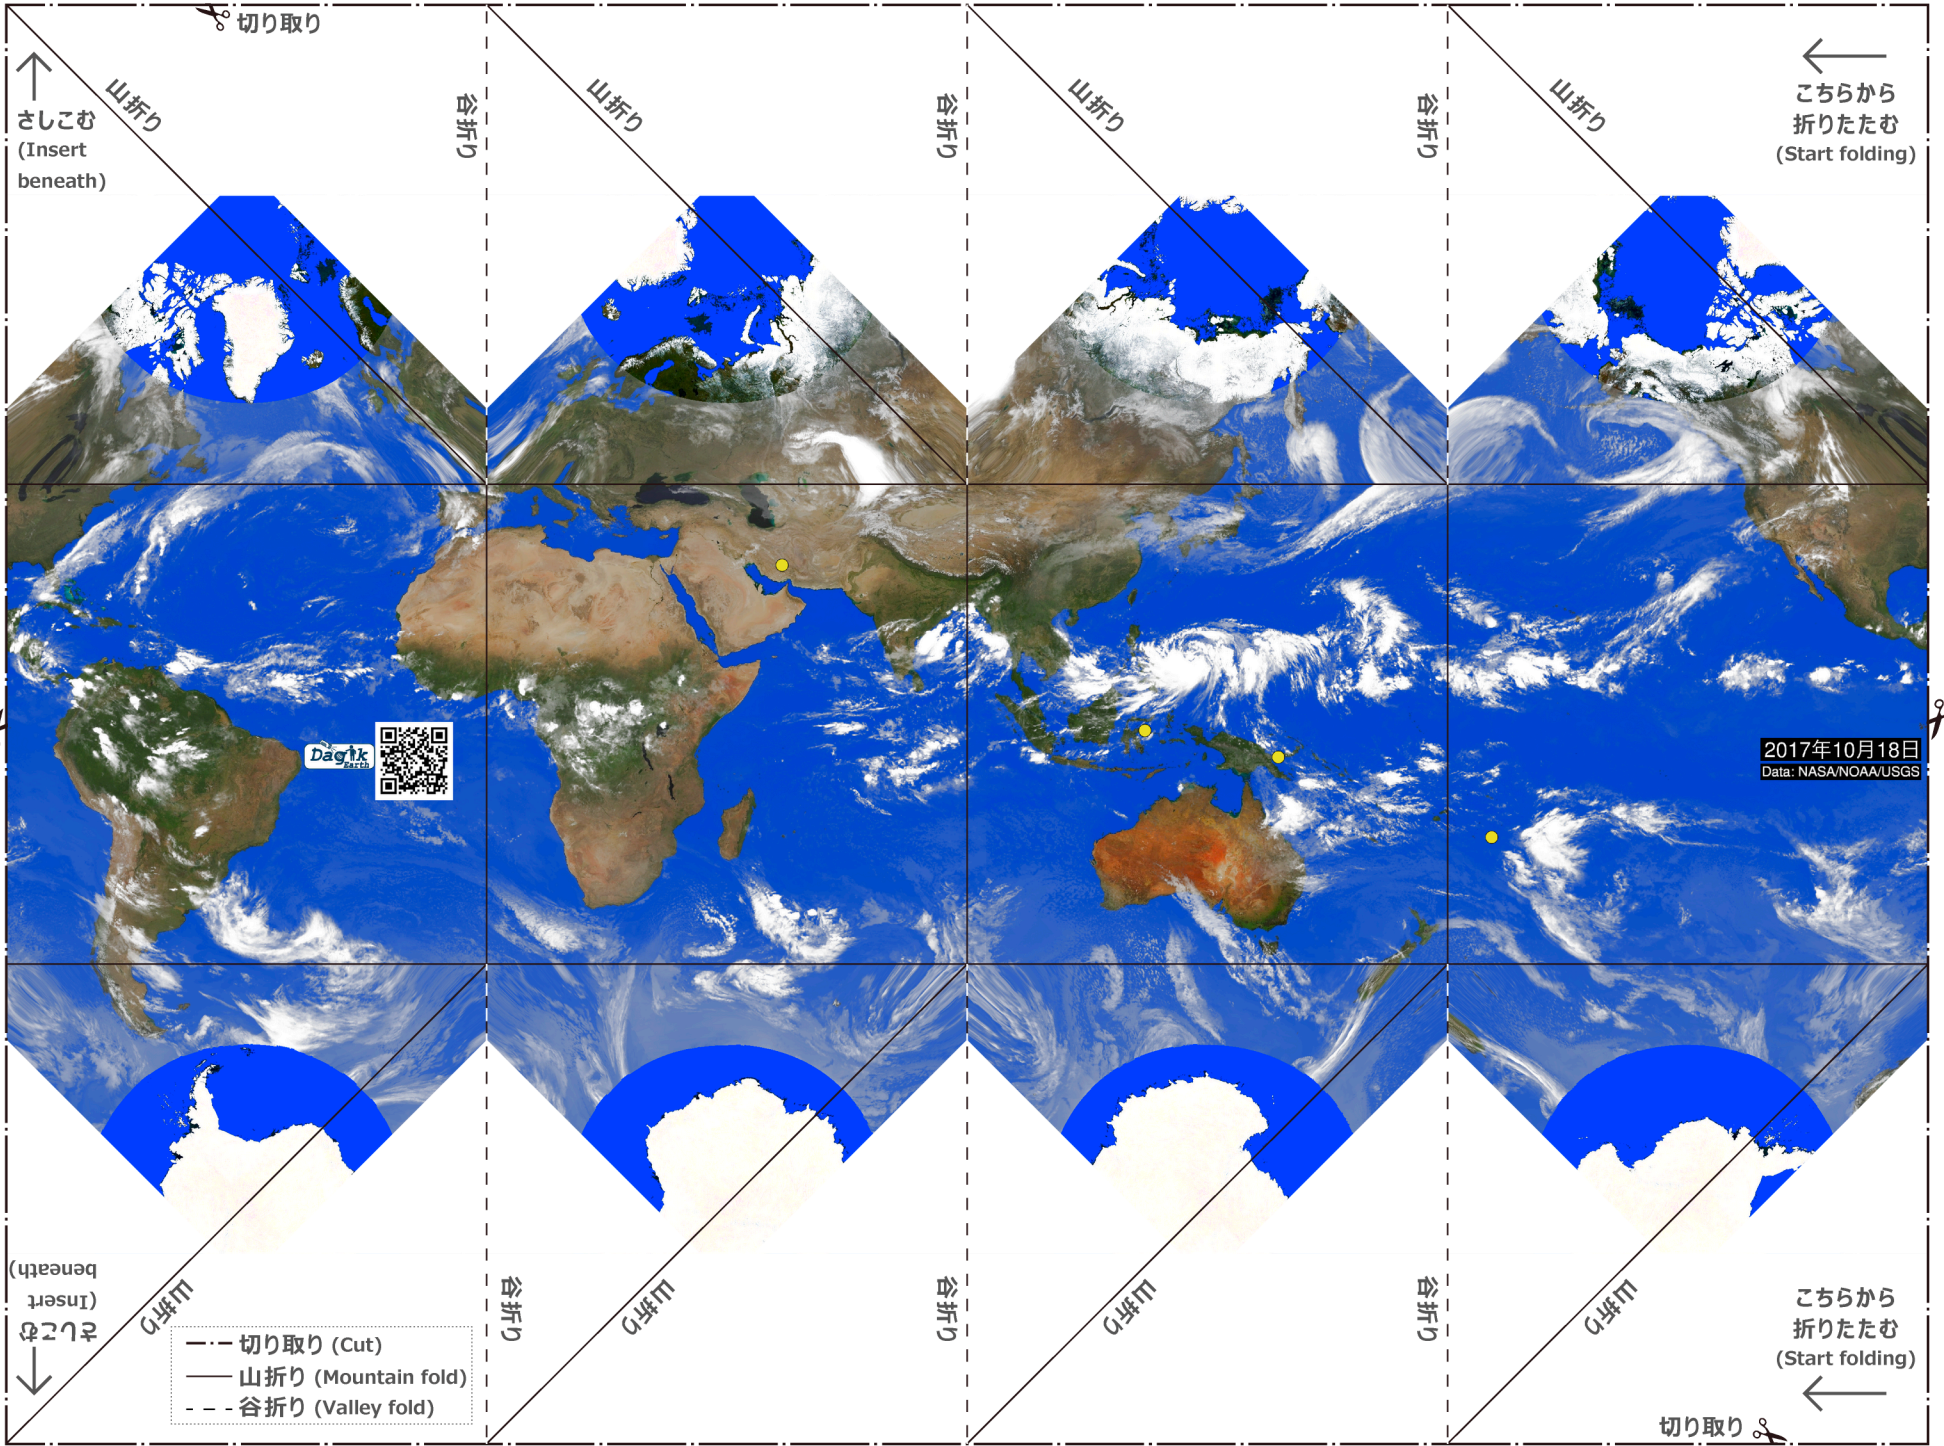 切り取り
山折り
谷折り
山折り
谷折り
山折り
谷折り
山折り
さしこむ
(Insert
beneath)
こちらから
折りたたむ
(Start folding)
Dagik
Earth
2017年10月18日
Data: NASA/NOAA/USGS
さしこむ
(Insert
beneath)
山折り
谷折り
山折り
谷折り
山折り
谷折り
山折り
切り取り (Cut)
山折り (Mountain fold)
谷折り (Valley fold)
こちらから
折りたたむ
(Start folding)
切り取り